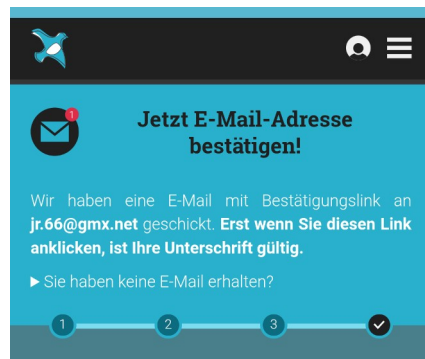 1
Jetzt E-Mail-Adresse
bestätigen!
Wir haben eine E-Mail mit Bestätigungslink an
jr.66@gmx.net geschickt. Erst wenn Sie diesen Link
anklicken, ist Ihre Unterschrift gültig.
▶ Sie haben keine E-Mail erhalten?
1 2 3